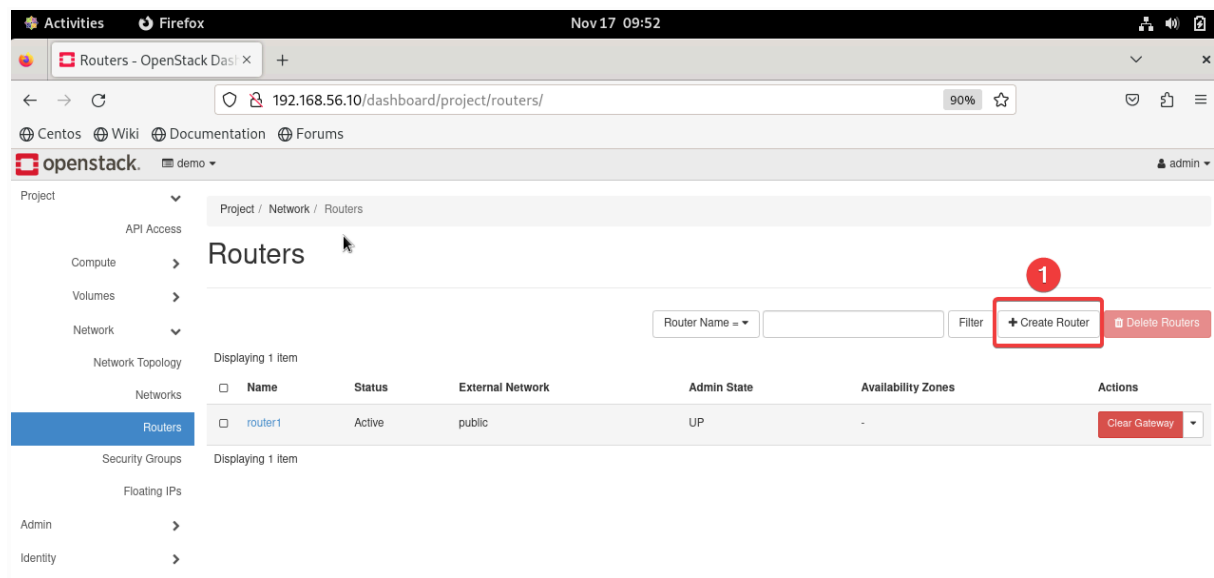 Activities Firefox Nov 17 09:52
Routers - OpenStack Das
192.168.56.10/dashboard/project/routers/ 90%
Centos Wiki Documentation Forums
openstack. demo admin
Project
Project / Network / Routers
API Access
Routers
Compute
1
Volumes
Router Name = Filter + Create Router Delete Routers
Network
Network Topology
Displaying 1 item
Networks
Name Status External Network Admin State Availability Zones Actions
Routers
router1 Active public UP - Clear Gateway
Security Groups
Displaying 1 item
Floating IPs
Admin
Identity